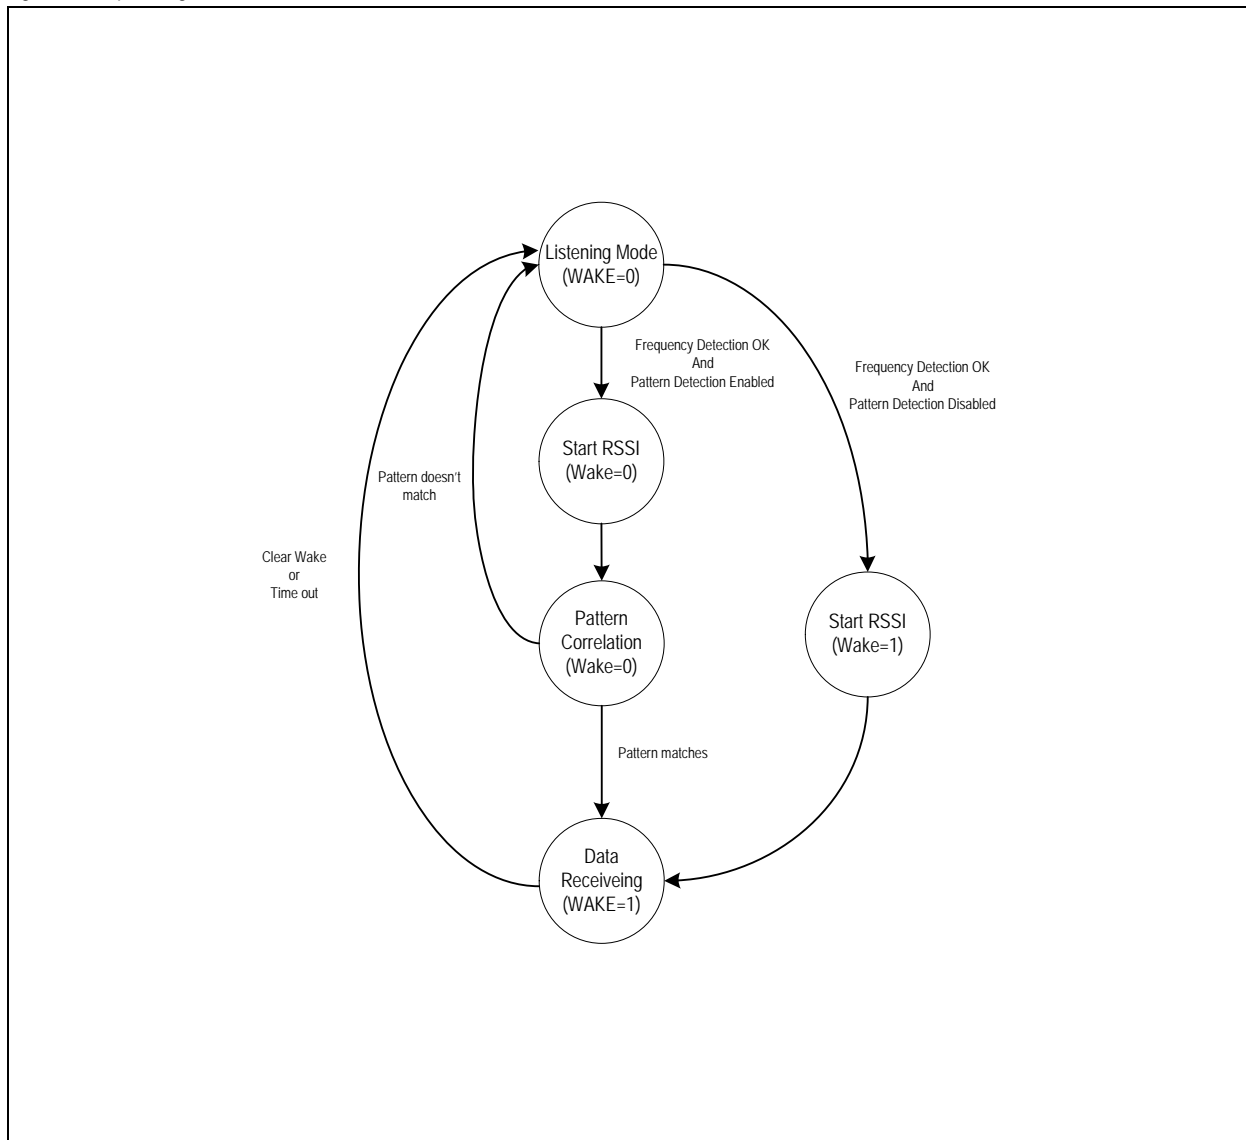 Listening Mode
(WAKE=0)
Frequency Detection OK
And
Pattern Detection Enabled
Frequency Detection OK
And
Pattern Detection Disabled
Start RSSI
(Wake=0)
Pattern doesn't
match
Clear Wake
or
Time out
Pattern
Correlation
(Wake=0)
Start RSSI
(Wake=1)
Pattern matches
Data
Receiveing
(WAKE=1)